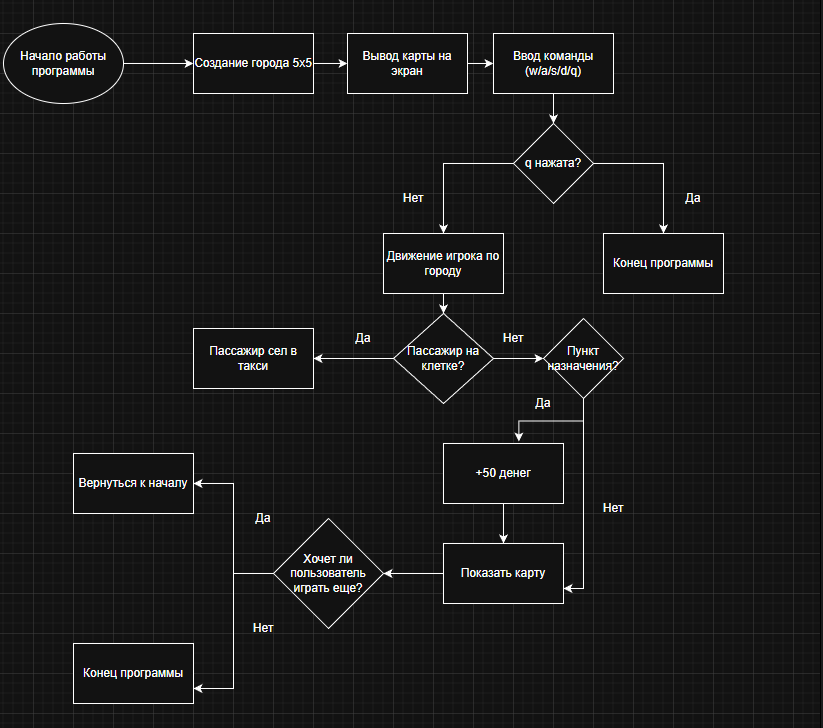 Начало работы
программы
Создание города 5x5
Вывод карты на
экран
Ввод команды
(w/a/s/d/q)
q нажата?
Нет
Да
Движение игрока по
городу
Конец программы
Пассажир сел в
такси
Да
Пассажир на
клетке?
Нет
Пункт
назначения?
Да
+50 денег
Нет
Вернуться к началу
Да
Хочет ли
пользователь
играть еще?
Показать карту
Нет
Конец программы